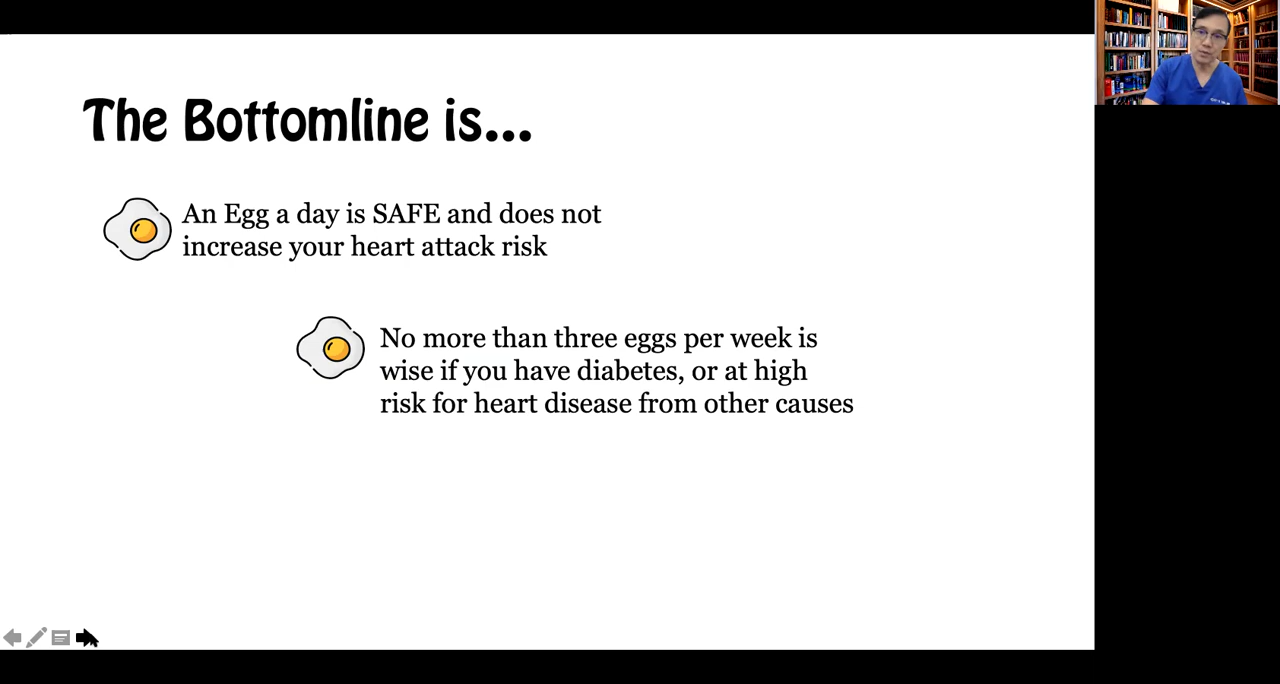 The Bottomline is...
An Egg a day is SAFE and does not
increase your heart attack risk
No more than three eggs per week is
wise if you have diabetes, or at high
risk for heart disease from other causes